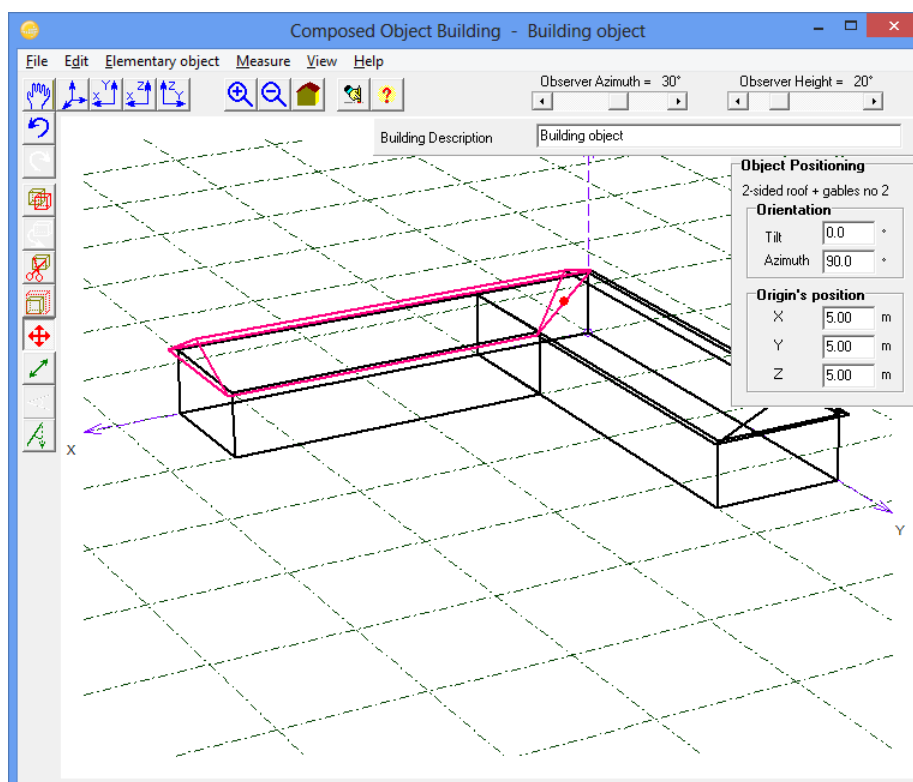 Composed Object Building - Building object
File Edit Elementary object Measure View Help
Observer Azimuth = 30° Observer Height = 20°
Building Description Building object
Object Positioning
2-sided roof + gables no 2
Orientation
Tilt 0.0 °
Azimuth 90.0 °
Origin's position
X 5.00 m
Y 5.00 m
Z 5.00 m
X
Y